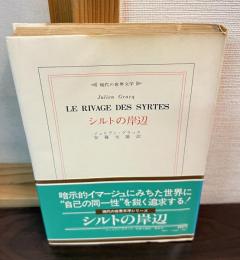 現代の世界文学
Julien Gracq
LE RIVAGE DES SYRTES
シルトの岸辺
ジュリアン・グラック
安藤元雄訳
暗示的イマージュにみちた世界に
“自己の同一性”を鋭く追求する！
現代の世界文学シリーズ
シルトの岸辺